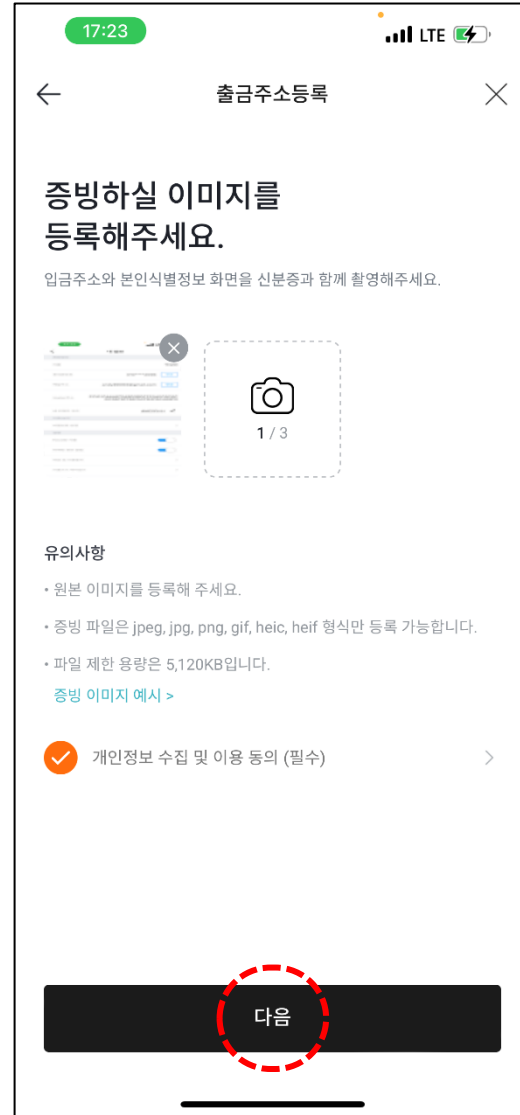 17:23
LTE
출금주소등록
증빙하실 이미지를
등록해주세요.
입금주소와 본인식별정보 화면을 신분증과 함께 촬영해주세요.
1 / 3
유의사항
• 원본 이미지를 등록해 주세요.
• 증빙 파일은 jpeg, jpg, png, gif, heic, heif 형식만 등록 가능합니다.
• 파일 제한 용량은 5,120KB입니다.
증빙 이미지 예시 >
개인정보 수집 및 이용 동의 (필수)
다음